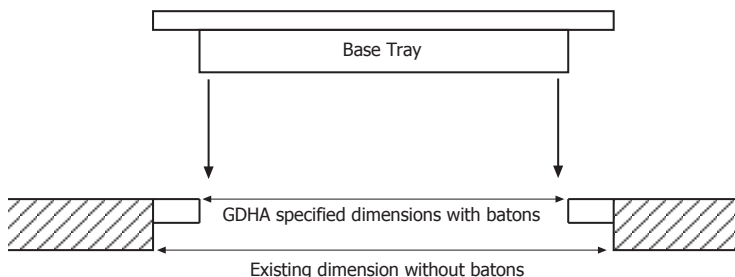 Base Tray
GDHA specified dimensions with batons
Existing dimension without batons